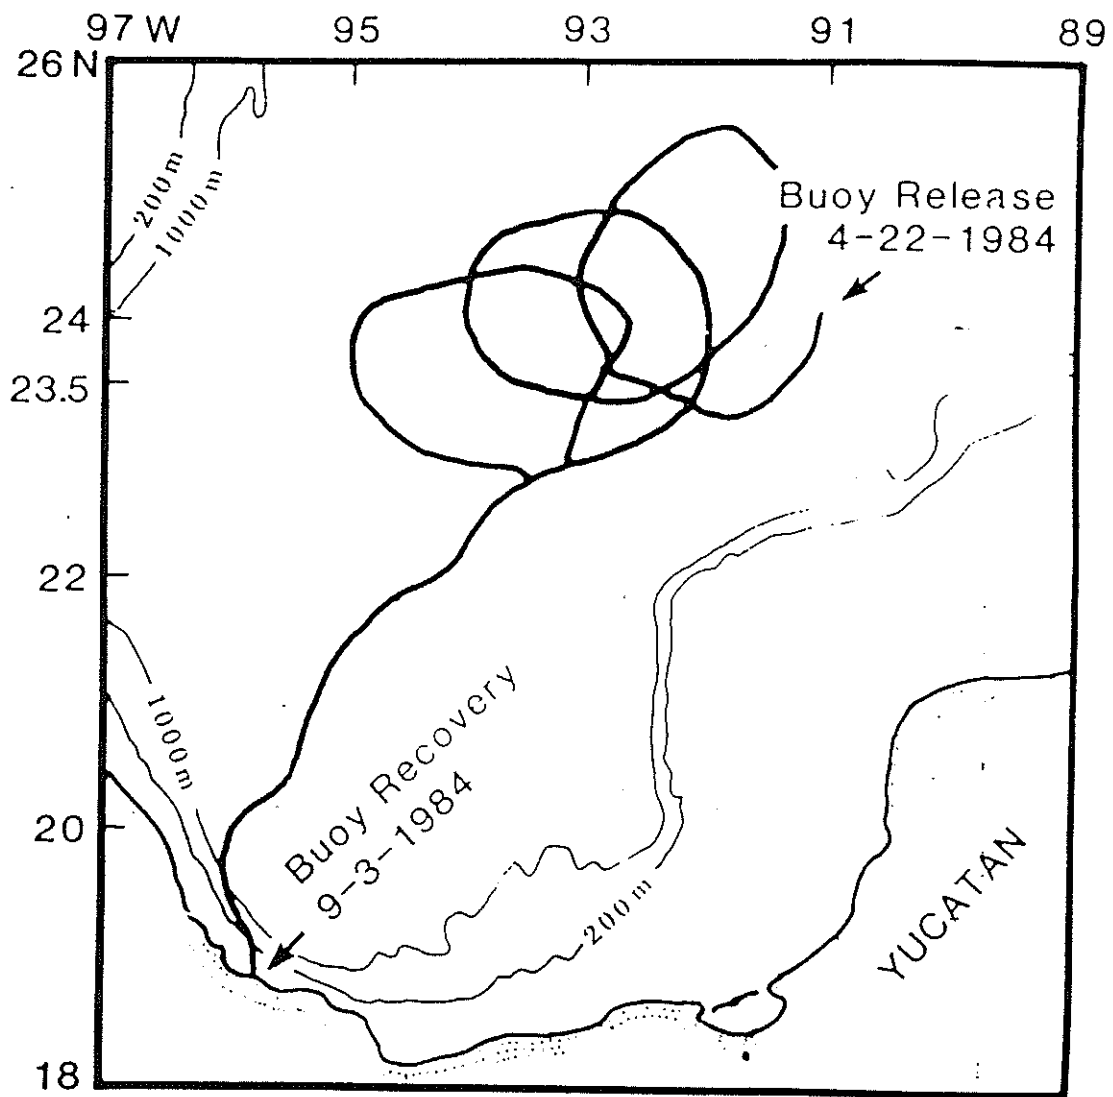 97 W 95 93 91 89
26 N
200m
1000m
Buoy Release
4-22-1984
24
23.5
22
1000m
Buoy Recovery
9-3-1984
20
200m
YUCATAN
18